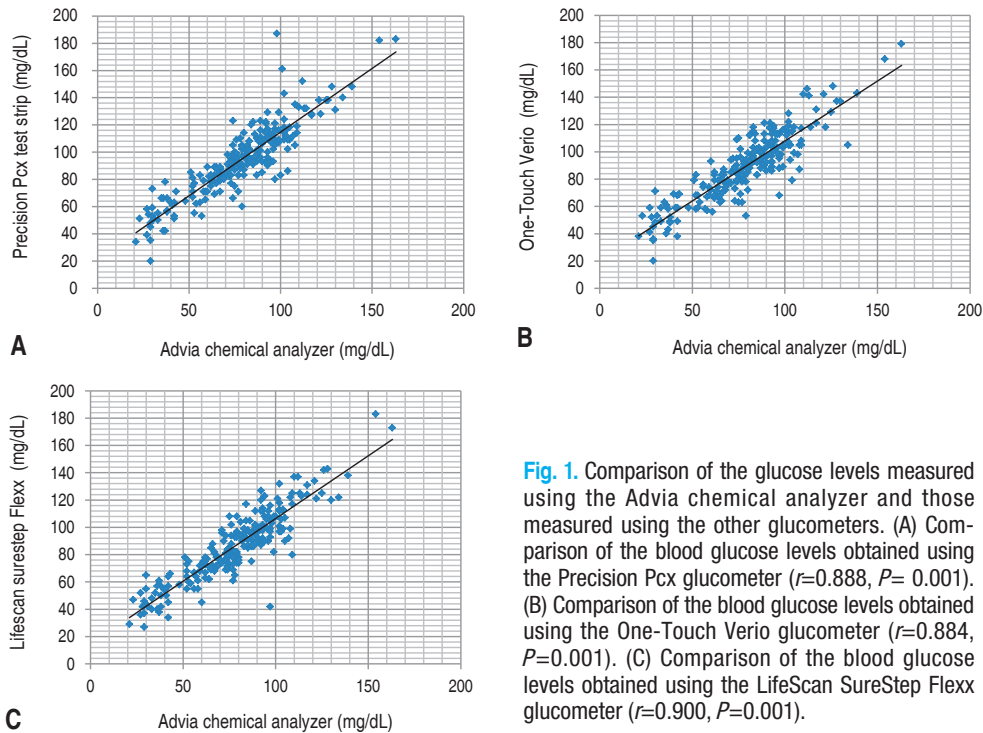 200
180
160
140
120
100
80
60
40
20
0
Precision Pcx test strip (mg/dL)
0 50 100 150 200
A
Advia chemical analyzer (mg/dL)
200
180
160
140
120
100
80
60
40
20
0
One-Touch Verio (mg/dL)
0 50 100 150 200
B
Advia chemical analyzer (mg/dL)
200
180
160
140
120
100
80
60
40
20
0
Lifescan surestep Flexx (mg/dL)
0 50 100 150 200
C
Advia chemical analyzer (mg/dL)
Fig. 1. Comparison of the glucose levels measured
using the Advia chemical analyzer and those
measured using the other glucometers. (A) Com-
parison of the blood glucose levels obtained using
the Precision Pcx glucometer (r=0.888, P= 0.001).
(B) Comparison of the blood glucose levels obtained
using the One-Touch Verio glucometer (r=0.884,
P=0.001). (C) Comparison of the blood glucose
levels obtained using the LifeScan SureStep Flexx
glucometer (r=0.900, P=0.001).